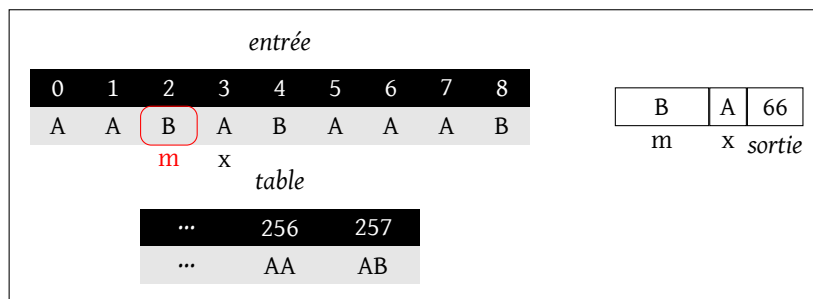 entrée
0 1 2 3 4 5 6 7 8
A A B A B A A A B
m x
B A 66
m x sortie
table
... 256 257
... AA AB